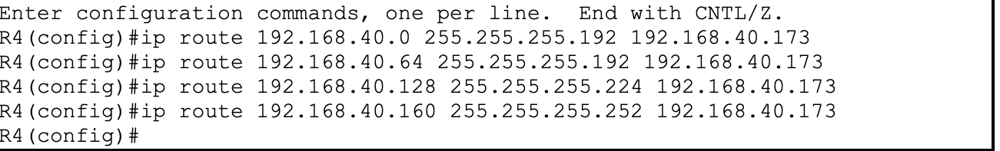 Enter configuration commands, one per line.  End with CNTL/Z.
R4(config)#ip route 192.168.40.0 255.255.255.192 192.168.40.173
R4(config)#ip route 192.168.40.64 255.255.255.192 192.168.40.173
R4(config)#ip route 192.168.40.128 255.255.255.224 192.168.40.173
R4(config)#ip route 192.168.40.160 255.255.255.252 192.168.40.173
R4(config)#